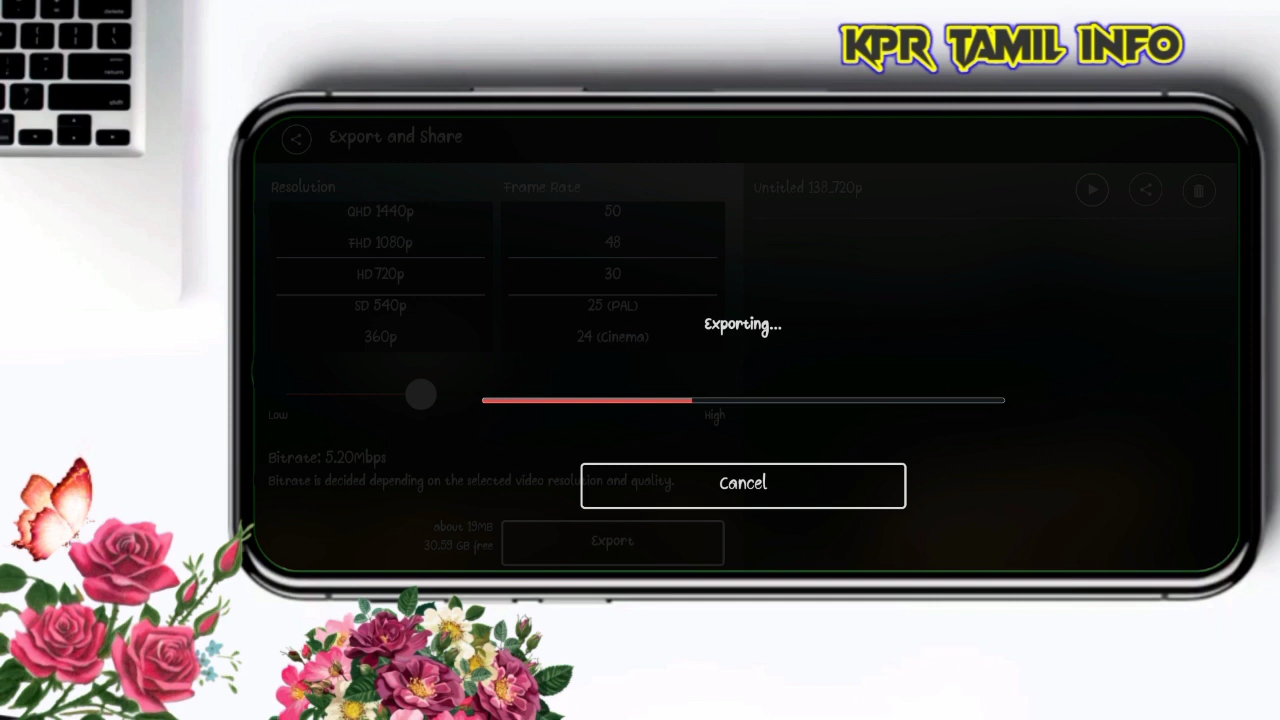 KPR TAMIL INFO
Export and Share
Resolution
QHD 1440p
FHD 1080p
HD 720p
SD 540p
360p
Frame Rate
50
48
30
25 (PAL)
24 (Cinema)
Untitled 138_720p
Exporting...
Low
High
Bitrate: 5.20Mbps
Bitrate is decided depending on the selected video resolution and quality.
Cancel
about 19MB
30.59 GB free
Export
return
shift